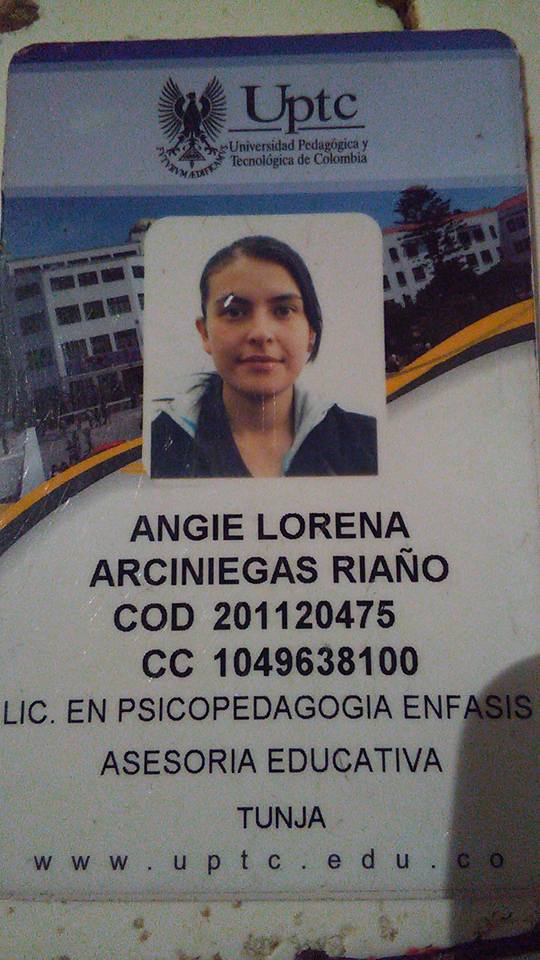 Uptc
Universidad Pedagógica y
Tecnológica de Colombia
FVTVRVM ÆDIFICAMVS
ANGIE LORENA
ARCINIEGAS RIAÑO
COD 201120475
CC 1049638100
LIC. EN PSICOPEDAGOGIA ENFASIS
ASESORIA EDUCATIVA
TUNJA
www.uptc.edu.co